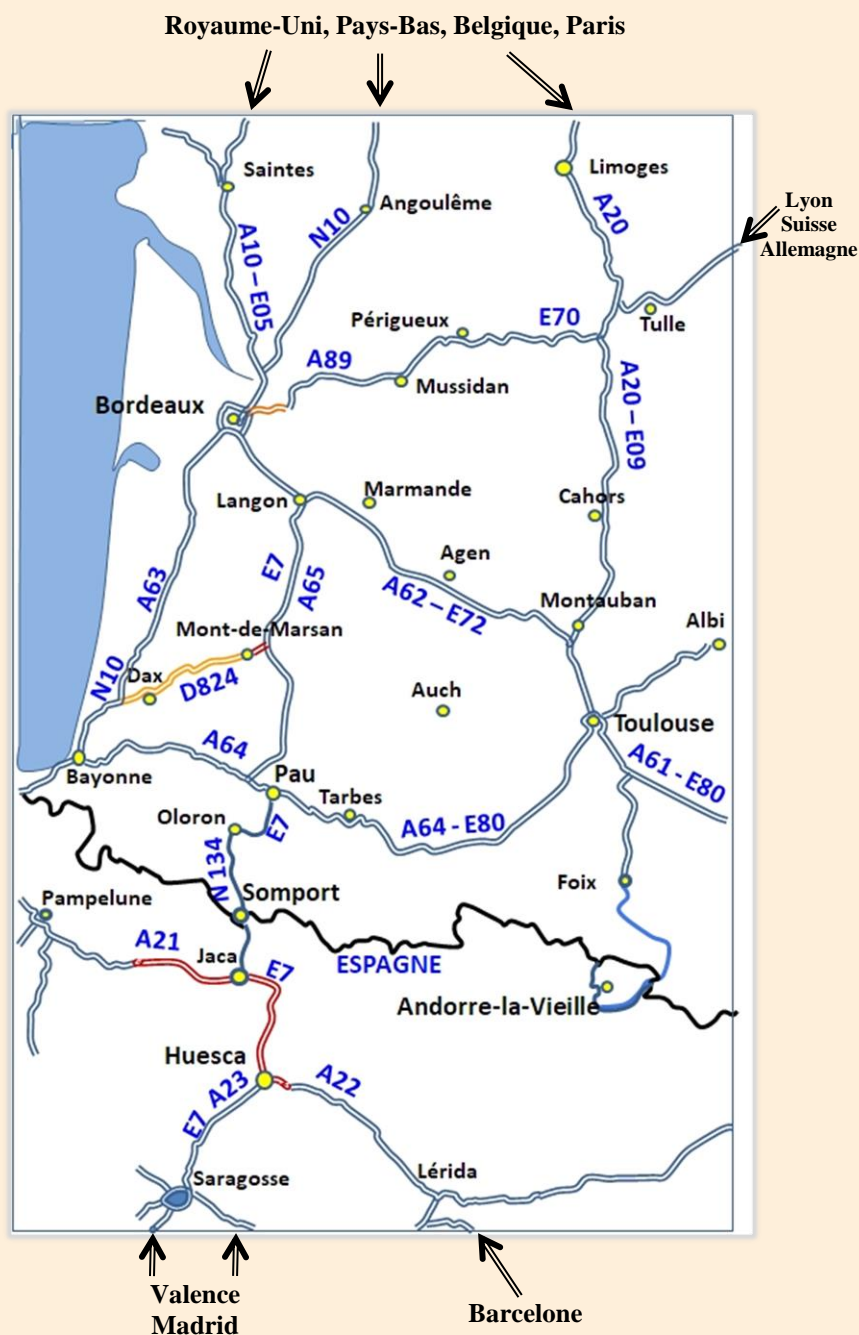 Royaume-Uni, Pays-Bas, Belgique, Paris
Saintes
Limoges
Angoulême
Lyon
Suisse
Allemagne
A20
N10
A10 – E05
Périgueux
E70
Tulle
A89
Mussidan
Bordeaux
A20 – E09
Langon
Marmande
Cahors
Agen
E7
A65
A63
A62 – E72
Montauban
Mont-de-Marsan
Albi
N10
Dax
D824
Auch
Toulouse
A64
A61 - E80
Bayonne
Pau
Tarbes
Oloron
E7
A64 - E80
N 134
Foix
Somport
Pampelune
A21
Jaca
E7
ESPAGNE
Andorre-la-Vieille
Huesca
A23
A22
E7
Saragosse
Lérida
Valence
Madrid
Barcelone